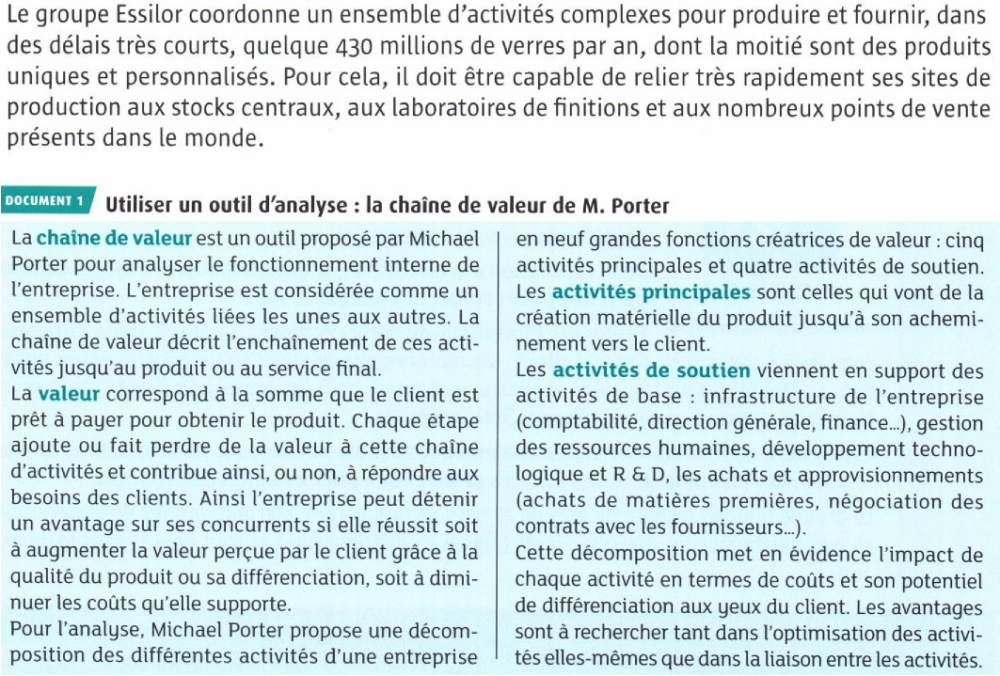 Le groupe Essilor coordonne un ensemble d'activités complexes pour produire et fournir, dans
des délais très courts, quelque 430 millions de verres par an, dont la moitié sont des produits
uniques et personnalisés. Pour cela, il doit être capable de relier très rapidement ses sites de
production aux stocks centraux, aux laboratoires de finitions et aux nombreux points de vente
présents dans le monde.
DOCUMENT 1 Utiliser un outil d'analyse : la chaîne de valeur de M. Porter
La chaîne de valeur est un outil proposé par Michael
Porter pour analyser le fonctionnement interne de
l'entreprise. L'entreprise est considérée comme un
ensemble d'activités liées les unes aux autres. La
chaîne de valeur décrit l'enchaînement de ces acti-
vités jusqu'au produit ou au service final.
La valeur correspond à la somme que le client est
prêt à payer pour obtenir le produit. Chaque étape
ajoute ou fait perdre de la valeur à cette chaîne
d'activités et contribue ainsi, ou non, à répondre aux
besoins des clients. Ainsi l'entreprise peut détenir
un avantage sur ses concurrents si elle réussit soit
à augmenter la valeur perçue par le client grâce à la
qualité du produit ou sa différenciation, soit à dimi-
nuer les coûts qu'elle supporte.
Pour l'analyse, Michael Porter propose une décom-
position des différentes activités d'une entreprise
en neuf grandes fonctions créatrices de valeur : cinq
activités principales et quatre activités de soutien.
Les activités principales sont celles qui vont de la
création matérielle du produit jusqu'à son achemi-
nement vers le client.
Les activités de soutien viennent en support des
activités de base : infrastructure de l'entreprise
(comptabilité, direction générale, finance...), gestion
des ressources humaines, développement techno-
logique et R & D, les achats et approvisionnements
(achats de matières premières, négociation des
contrats avec les fournisseurs...).
Cette décomposition met en évidence l'impact de
chaque activité en termes de coûts et son potentiel
de différenciation aux yeux du client. Les avantages
sont à rechercher tant dans l'optimisation des activi-
tés elles-mêmes que dans la liaison entre les activités.